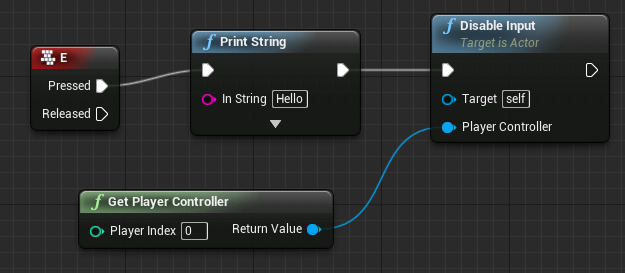 E
Pressed
Released
f Print String
In String Hello
f Disable Input
Target is Actor
Target self
Player Controller
f Get Player Controller
Player Index 0
Return Value